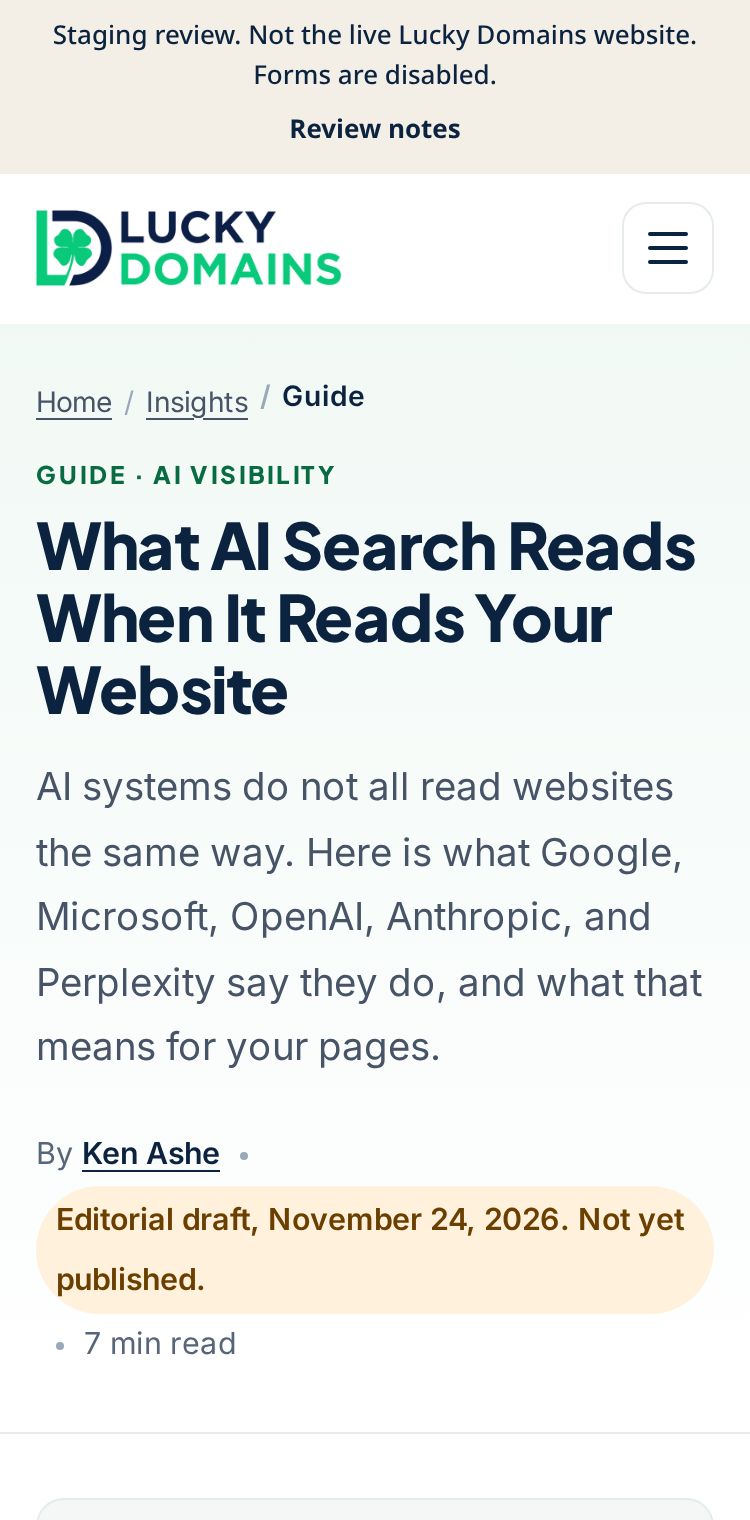 Staging review. Not the live Lucky Domains website.
Forms are disabled.
Review notes
LUCKY
DOMAINS
Home / Insights / Guide
GUIDE · AI VISIBILITY
What AI Search Reads
When It Reads Your
Website
AI systems do not all read websites
the same way. Here is what Google,
Microsoft, OpenAI, Anthropic, and
Perplexity say they do, and what that
means for your pages.
By Ken Ashe •
Editorial draft, November 24, 2026. Not yet
published.
• 7 min read